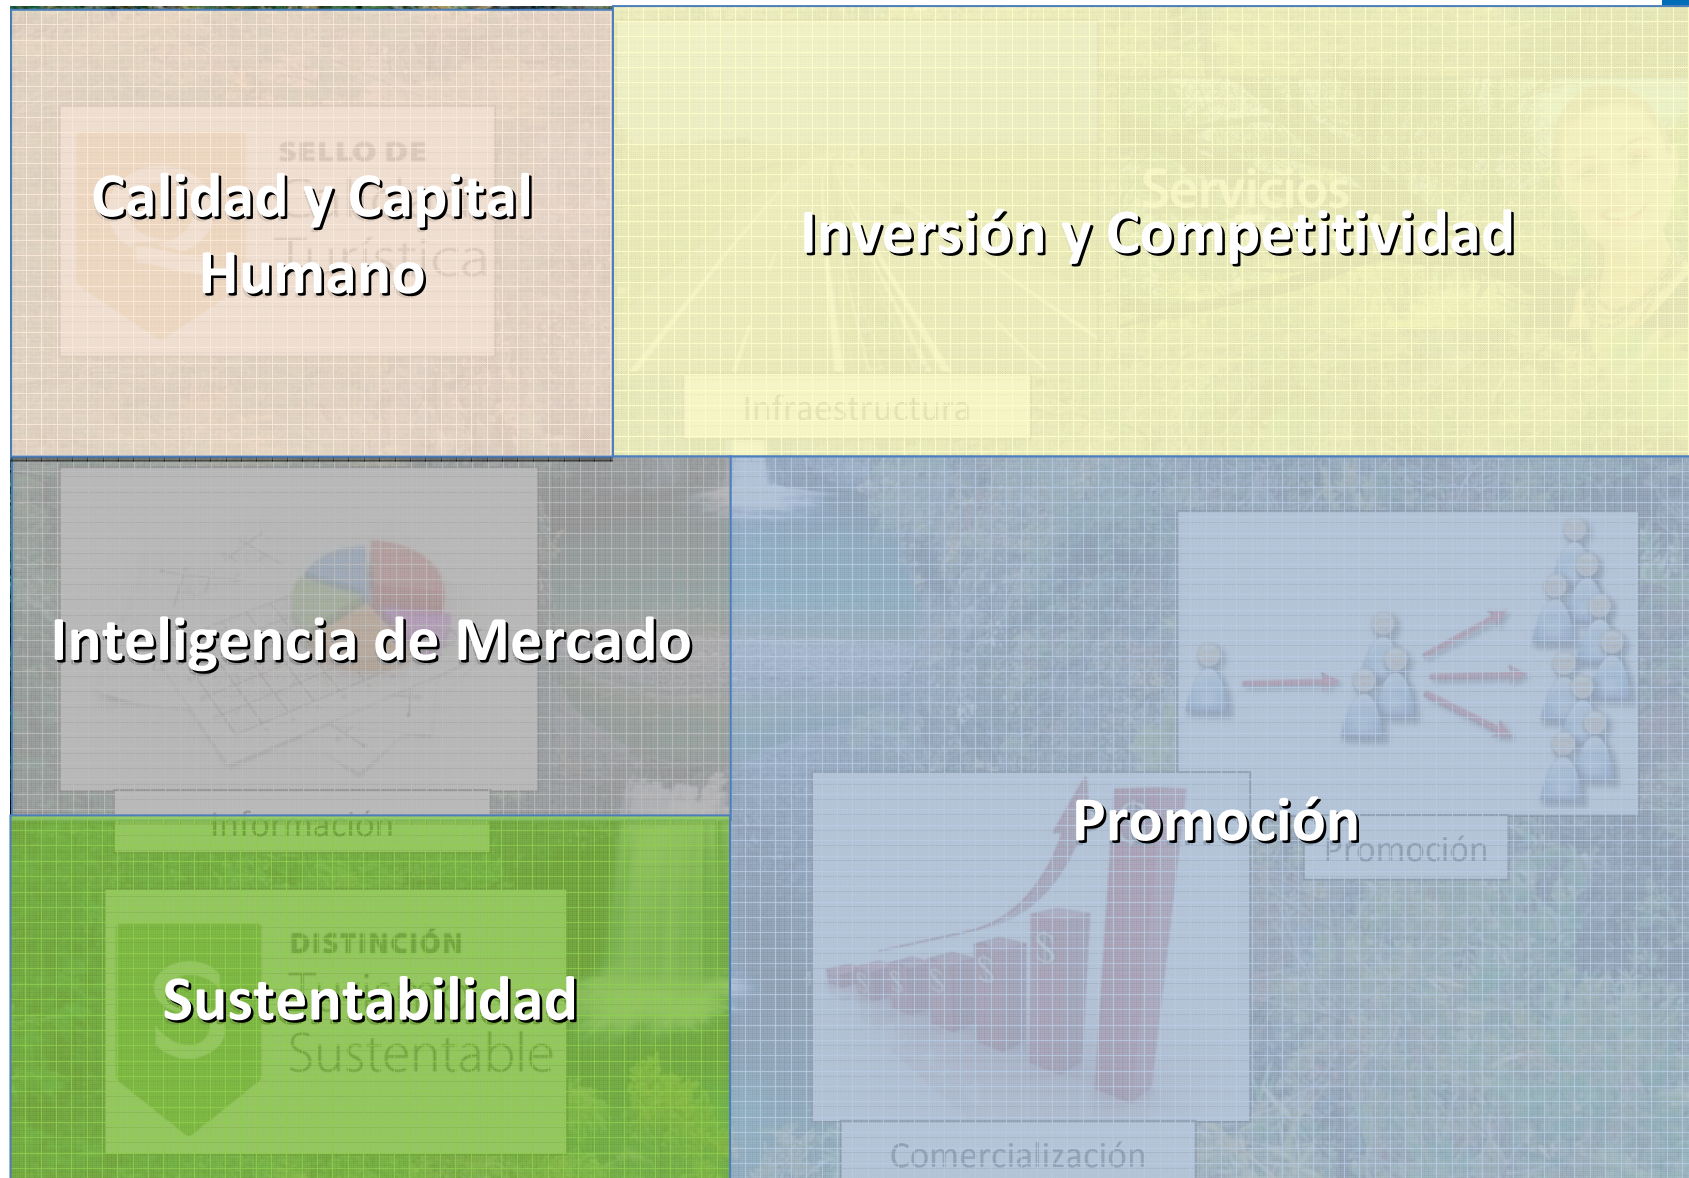 SELLO DE
Calidad y Capital
Humano
Turística
Servicios
Inversión y Competitividad
Infraestructura
Inteligencia de Mercado
Información
Promoción
Promoción
DISTINCIÓN
Sustentabilidad
Sustentable
Comercialización